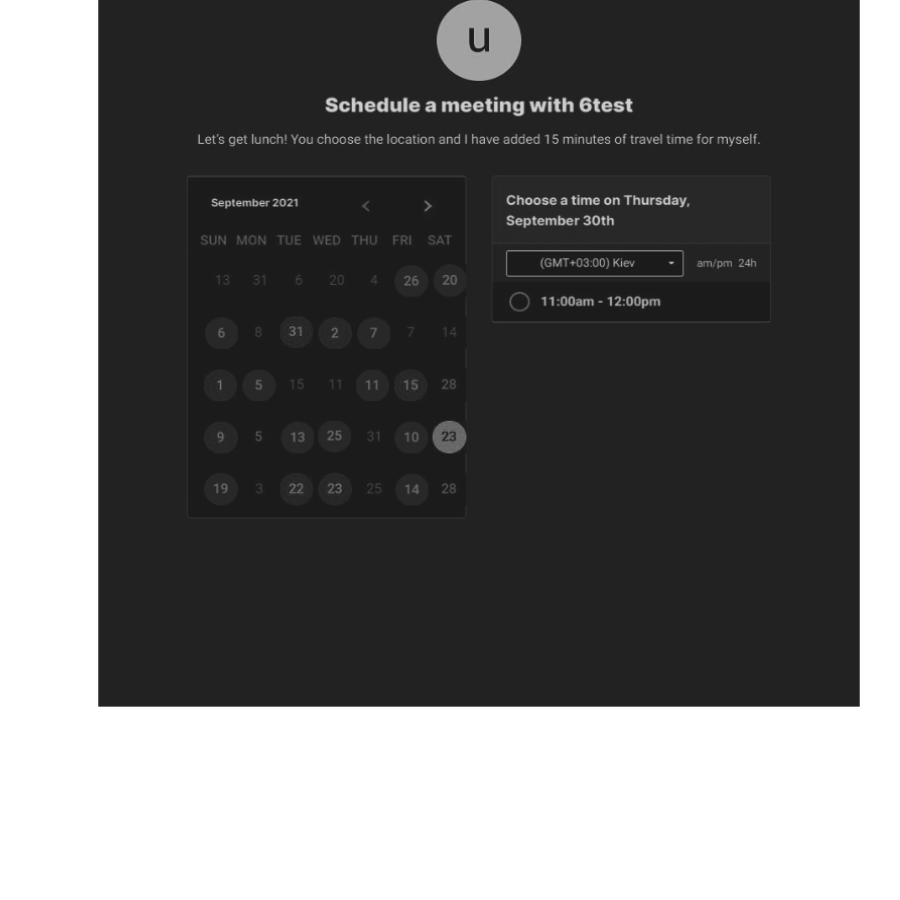 u
Schedule a meeting with 6test
Let's get lunch! You choose the location and I have added 15 minutes of travel time for myself.
September 2021
SUN MON TUE WED THU FRI SAT
13 31 6 20 4 26 20
6 8 31 2 7 7 14
1 5 15 11 11 15 28
9 5 13 25 31 10 23
19 3 22 23 25 14 28
Choose a time on Thursday,
September 30th
(GMT+03:00) Kiev am/pm 24h
11:00am - 12:00pm